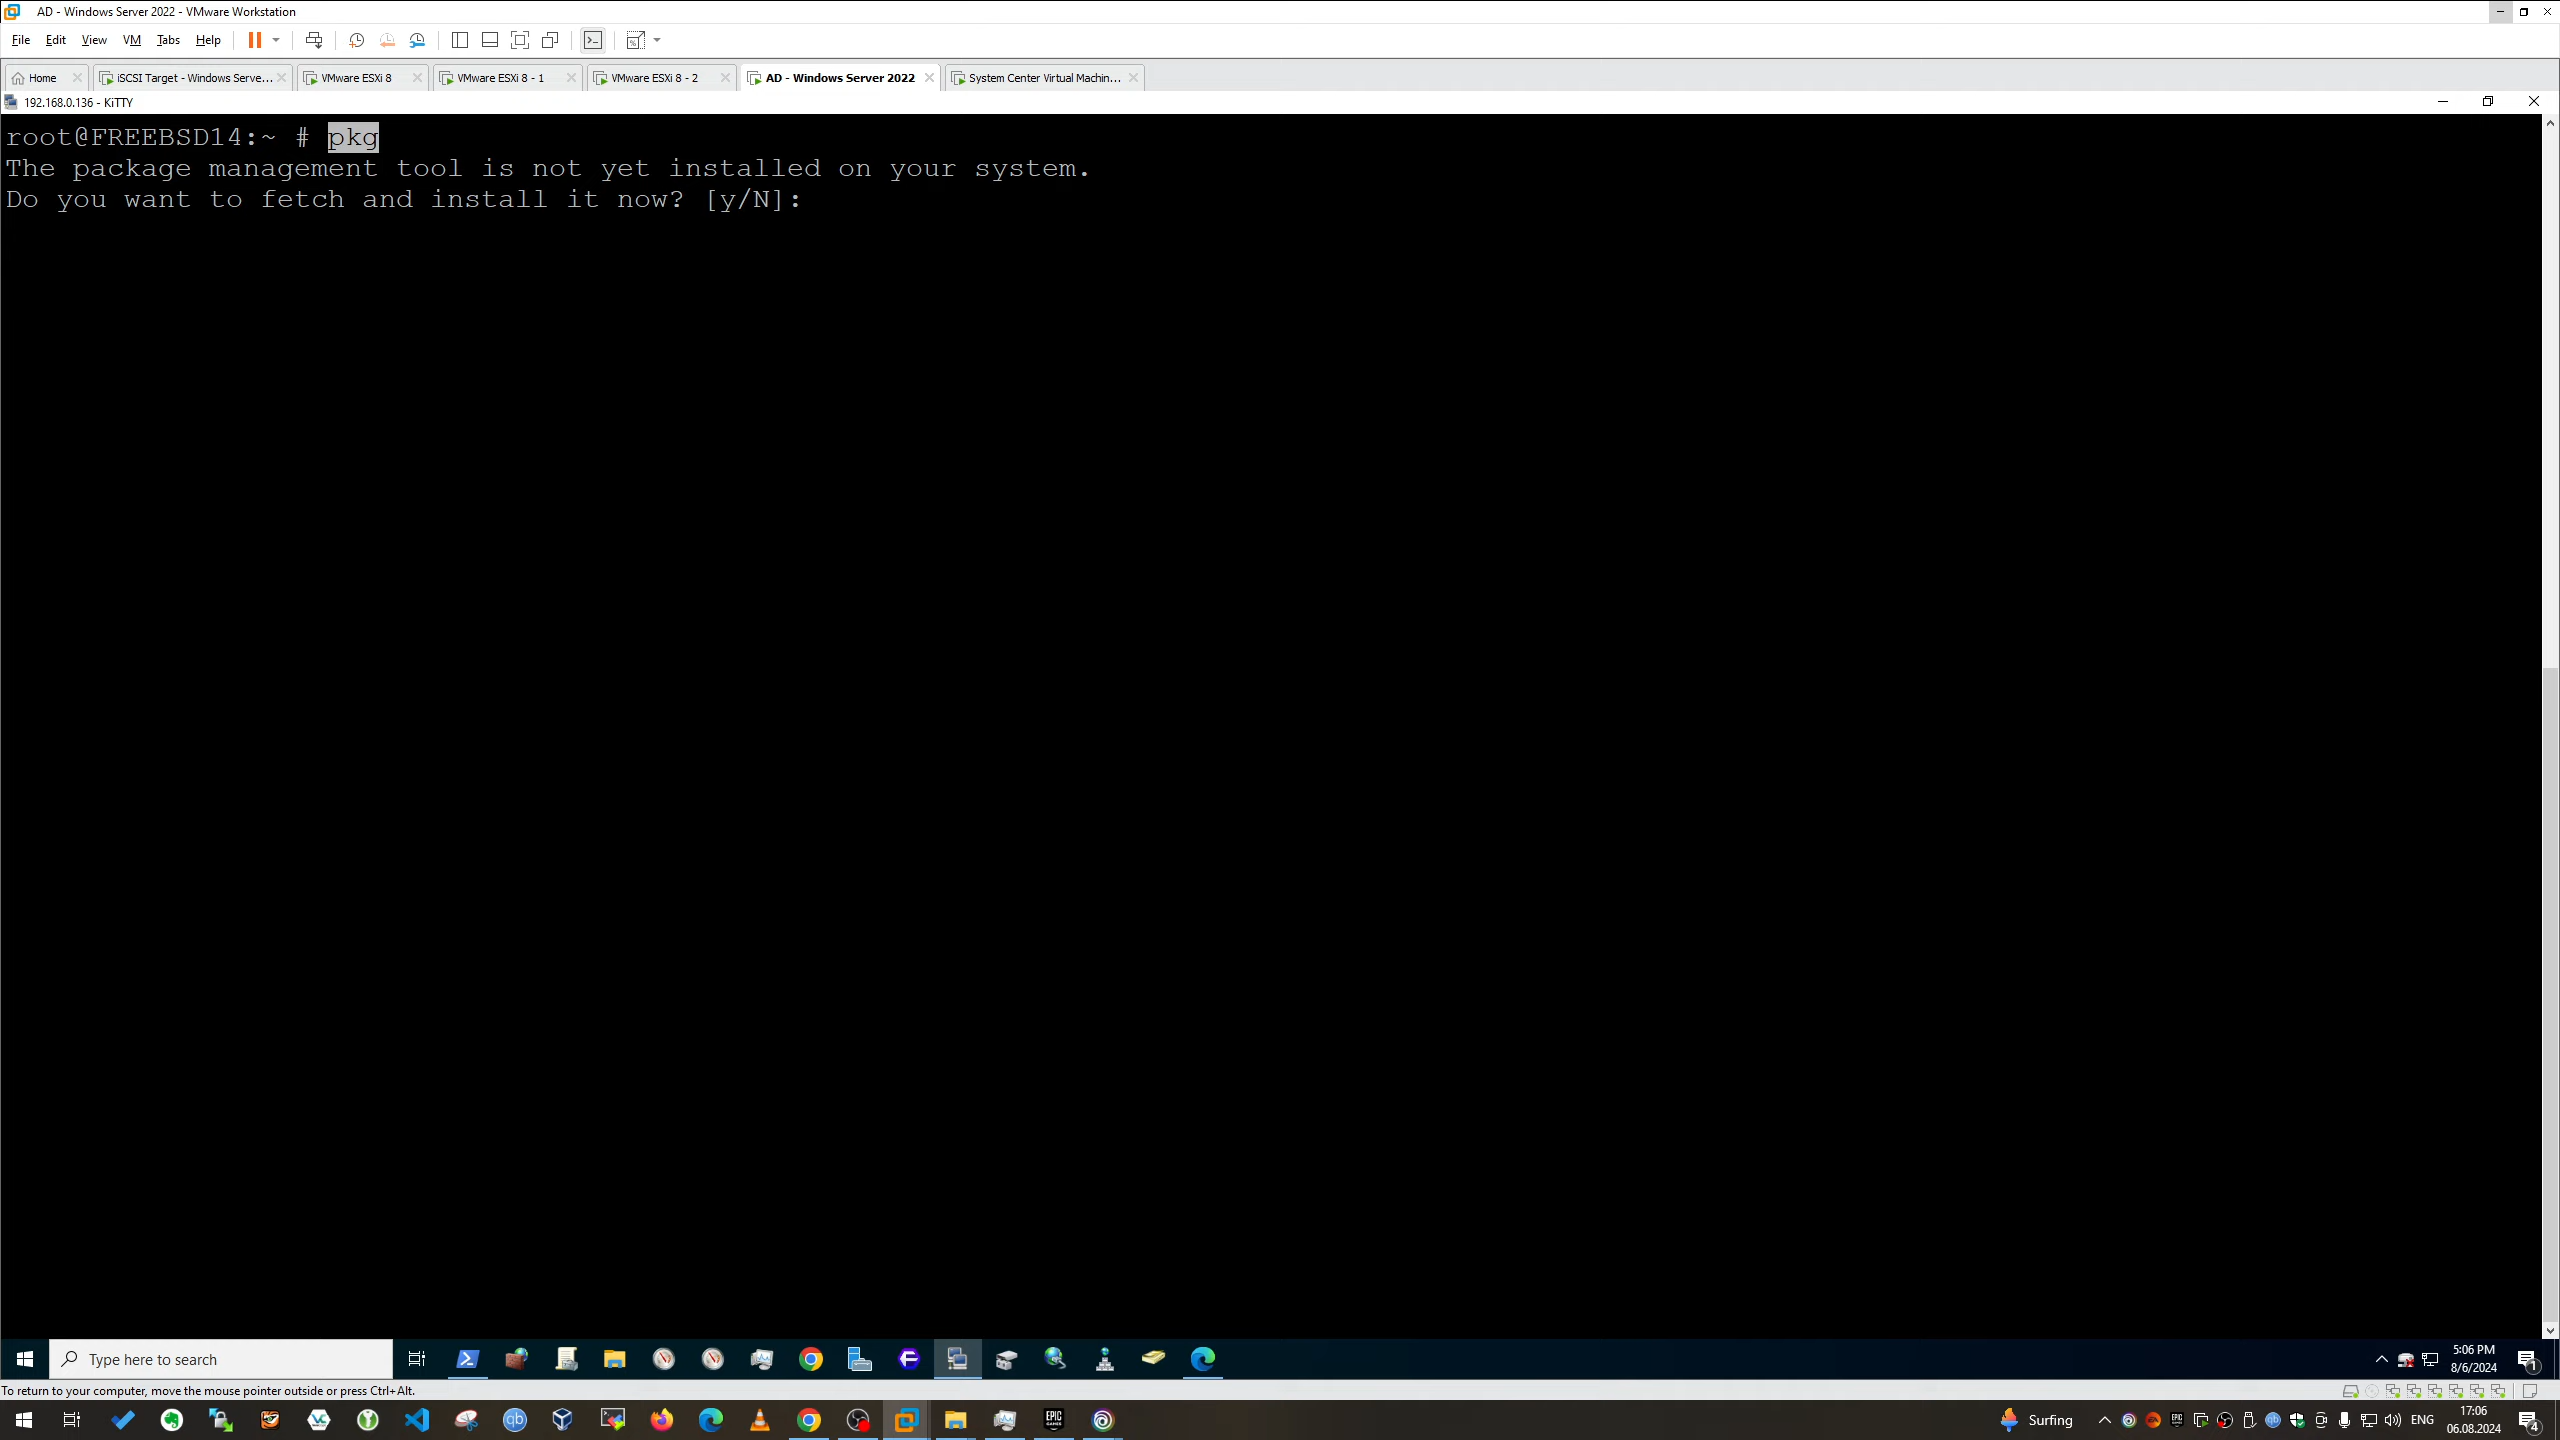 AD - Windows Server 2022 - VMware Workstation
File Edit View VM Tabs Help
Home iSCSI Target - Windows Serve... VMware ESXi 8 VMware ESXi 8 - 1 VMware ESXi 8 - 2 AD - Windows Server 2022 System Center Virtual Machin...
192.168.0.136 - KiTTY
root@FREEBSD14:~ # pkg
The package management tool is not yet installed on your system.
Do you want to fetch and install it now? [y/N]:
Type here to search
5:06 PM
8/6/2024
1
To return to your computer, move the mouse pointer outside or press Ctrl+Alt.
qb
EPIC
GAMES
Surfing
ENG
17:06
06.08.2024
4